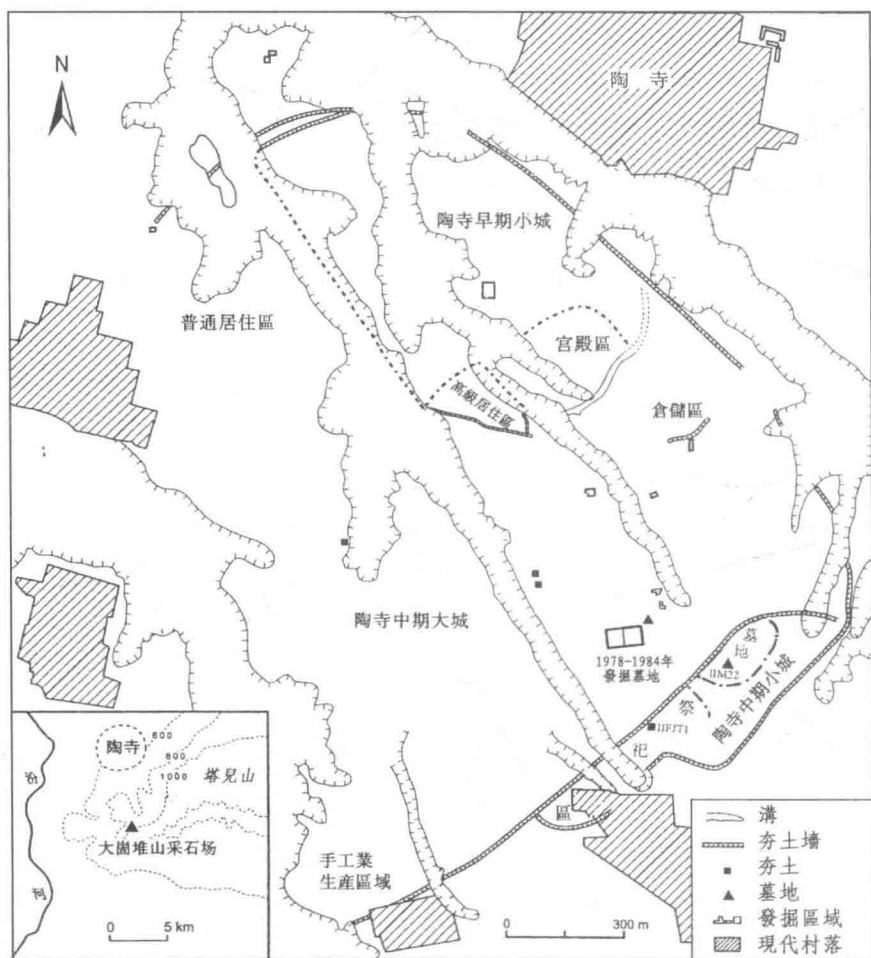 N
陶寺
陶寺早期小城
普通居住區
宫殿區
高級居住區
倉儲區
陶寺中期大城
1978-1984年
發掘墓地
墓地
IIM22
祭祀區
IIFJT1
陶寺中期小城
手工業
生產區域
0 300 m
陶寺
600
800
1000
塔兒山
大崮堆山采石场
汾河
0 5 km
溝
夯土墻
夯土
墓地
發掘區域
現代村落